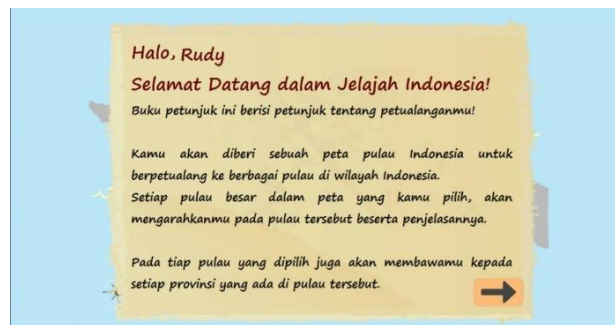 Halo, Rudy
Selamat Datang dalam Jelajah Indonesia!
Buku petunjuk ini berisi petunjuk tentang petualanganmu!
Kamu akan diberi sebuah peta pulau Indonesia untuk
berpetualang ke berbagai pulau di wilayah Indonesia.
Setiap pulau besar dalam peta yang kamu pilih, akan
mengarahkanmu pada pulau tersebut beserta penjelasannya.
Pada tiap pulau yang dipilih juga akan membawamu kepada
setiap provinsi yang ada di pulau tersebut.